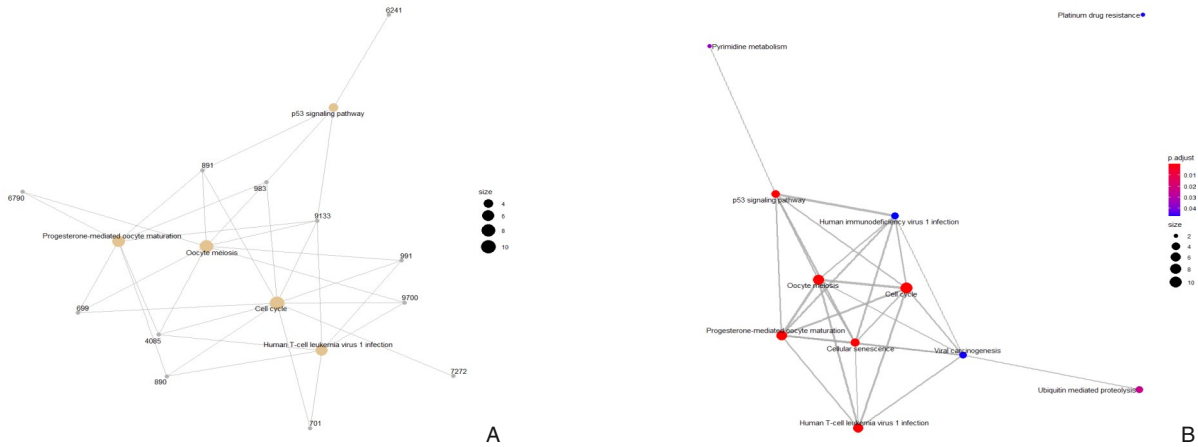 6241
p53 signaling pathway
891
983
6790
9133
Progesterone-mediated oocyte maturation
Oocyte meiosis
991
9700
Cell cycle
699
4085
Human T-cell leukemia virus 1 infection
890
7272
701
size
4
6
8
10
A
Platinum drug resistance
Pyrimidine metabolism
p53 signaling pathway
Human immunodeficiency virus 1 infection
Oocyte meiosis
Cell cycle
Progesterone-mediated oocyte maturation
Cellular senescence
Viral carcinogenesis
Ubiquitin mediated proteolysis
Human T-cell leukemia virus 1 infection
p.adjust
0.01
0.02
0.03
0.04
size
2
4
6
8
10
B